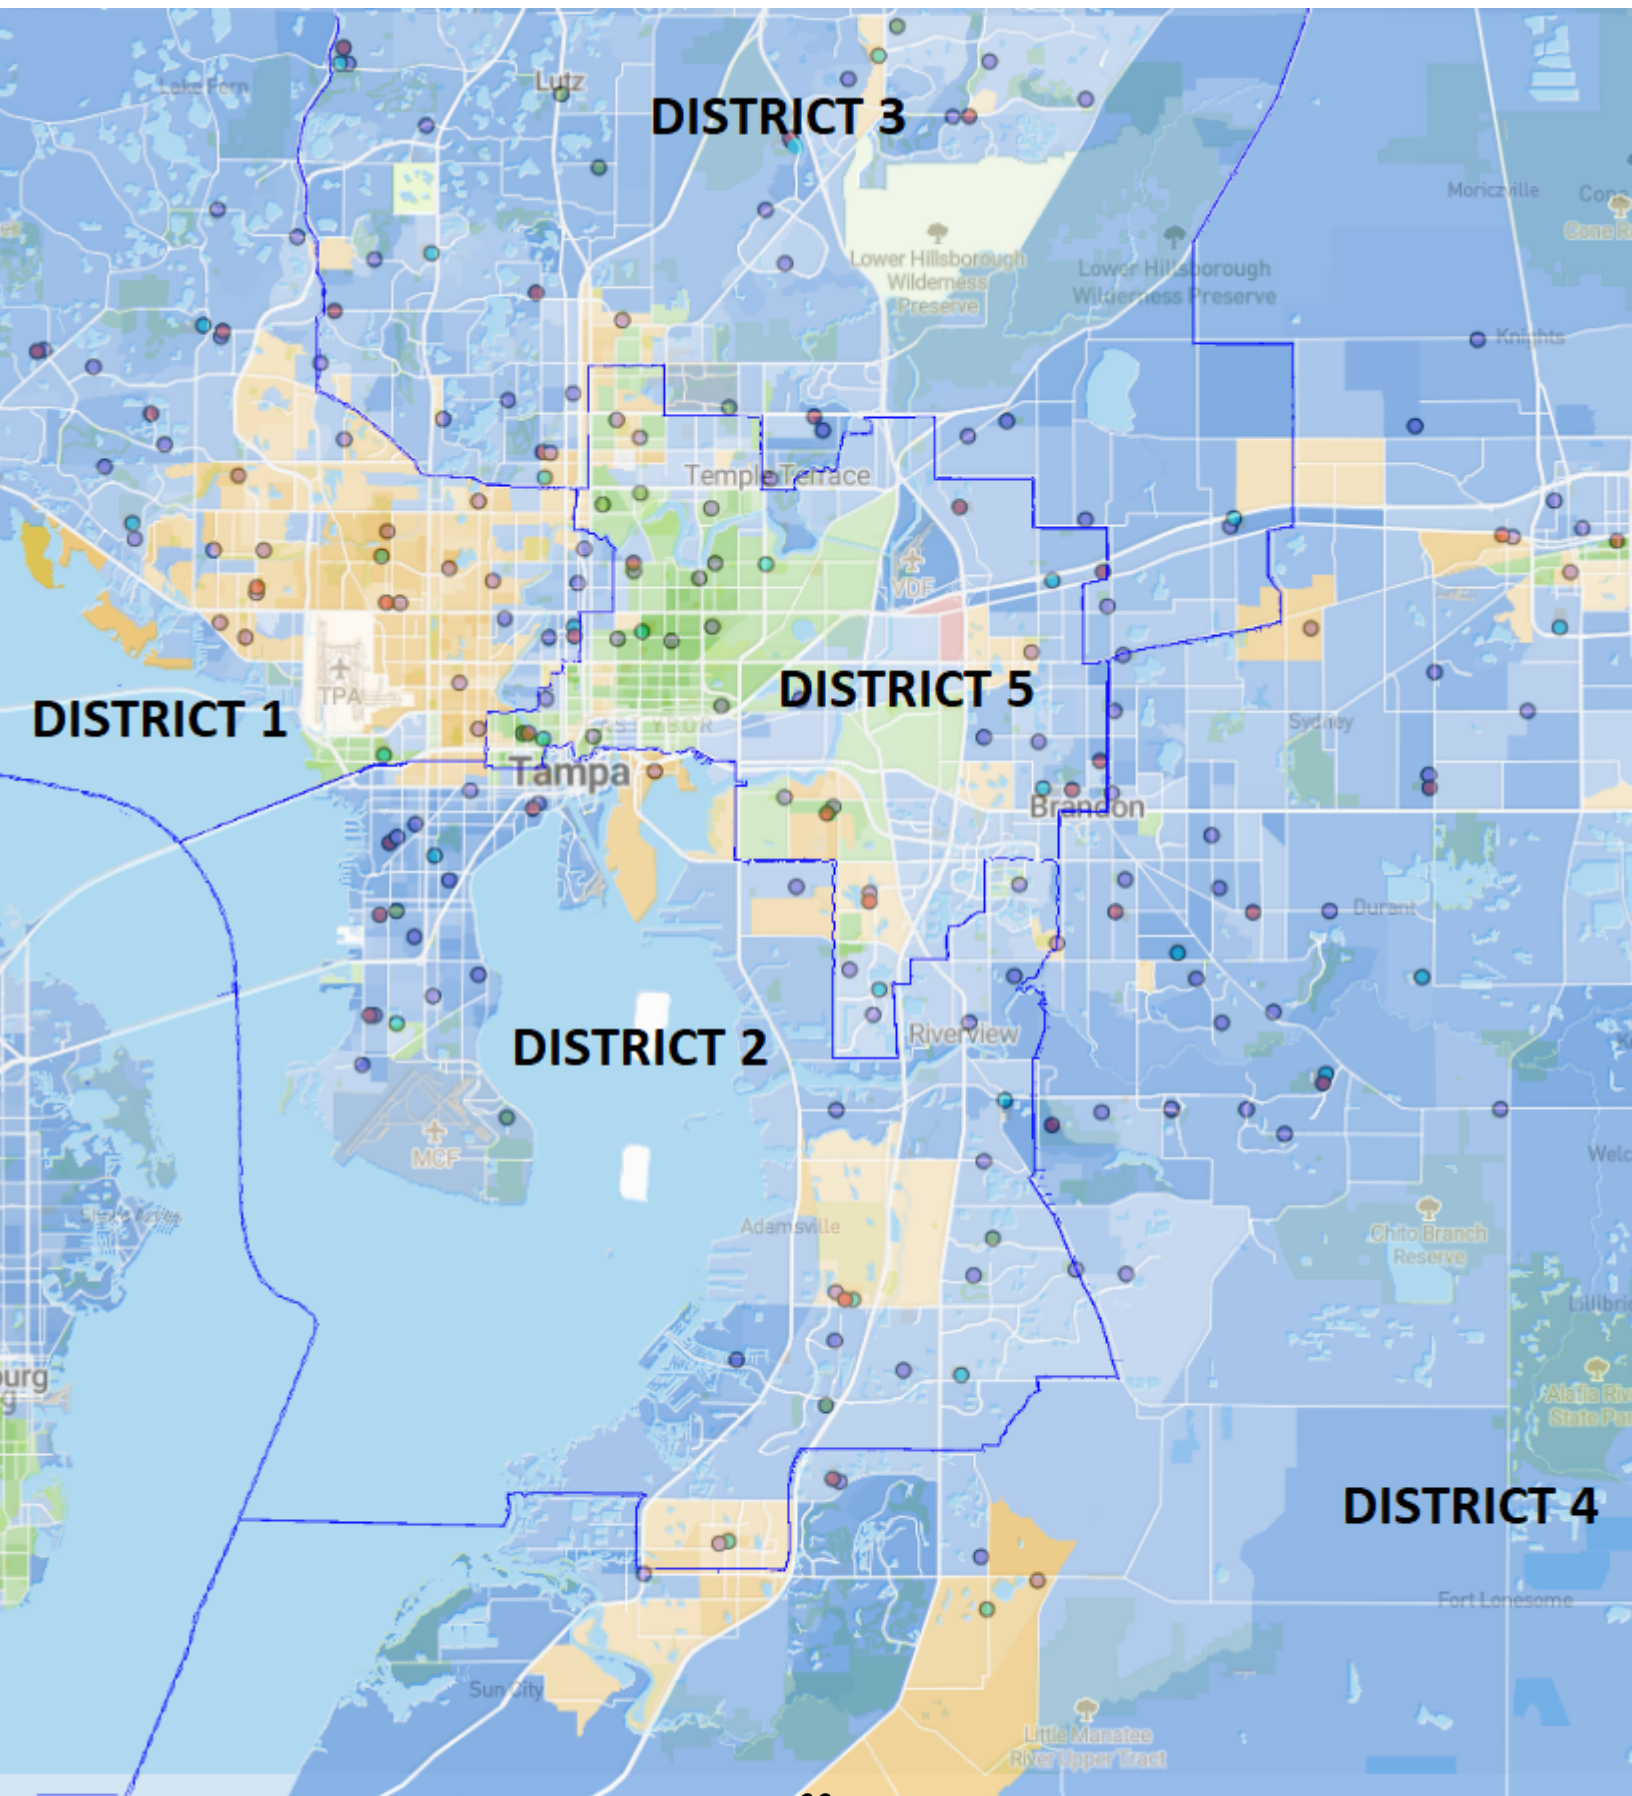 Lake Fern
Lutz
DISTRICT 3
Moriczville
Lower Hillsborough
Wilderness
Preserve
Lower Hillsborough
Wilderness Preserve
Knights
Temple Terrace
VDF
TPA
DISTRICT 1
DISTRICT 5
Sydney
EAST YBOR
Tampa
Brandon
Durant
DISTRICT 2
Riverview
MCF
Adamsville
Chito Branch
Reserve
DISTRICT 4
Fort Lonesome
Sun City
Little Manatee
River Upper Tract